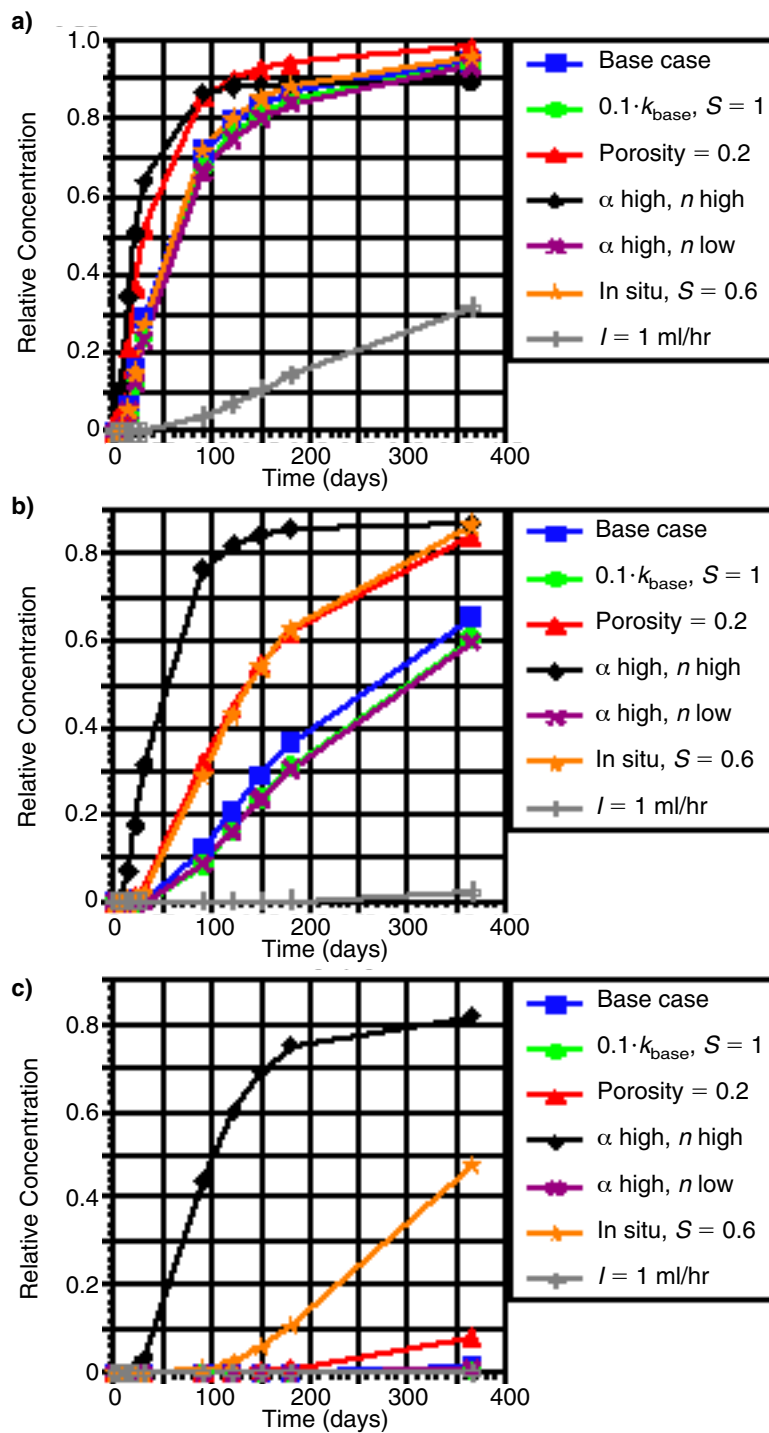 a)
Relative Concentration
1.0
0.8
0.6
0.4
0.2
0
0 100 200 300 400
Time (days)
Base case
0.1·k_base, S = 1
Porosity = 0.2
α high, n high
α high, n low
In situ, S = 0.6
I = 1 ml/hr
b)
Relative Concentration
0.8
0.6
0.4
0.2
0
0 100 200 300 400
Time (days)
Base case
0.1·k_base, S = 1
Porosity = 0.2
α high, n high
α high, n low
In situ, S = 0.6
I = 1 ml/hr
c)
Relative Concentration
0.8
0.6
0.4
0.2
0
0 100 200 300 400
Time (days)
Base case
0.1·k_base, S = 1
Porosity = 0.2
α high, n high
α high, n low
In situ, S = 0.6
I = 1 ml/hr